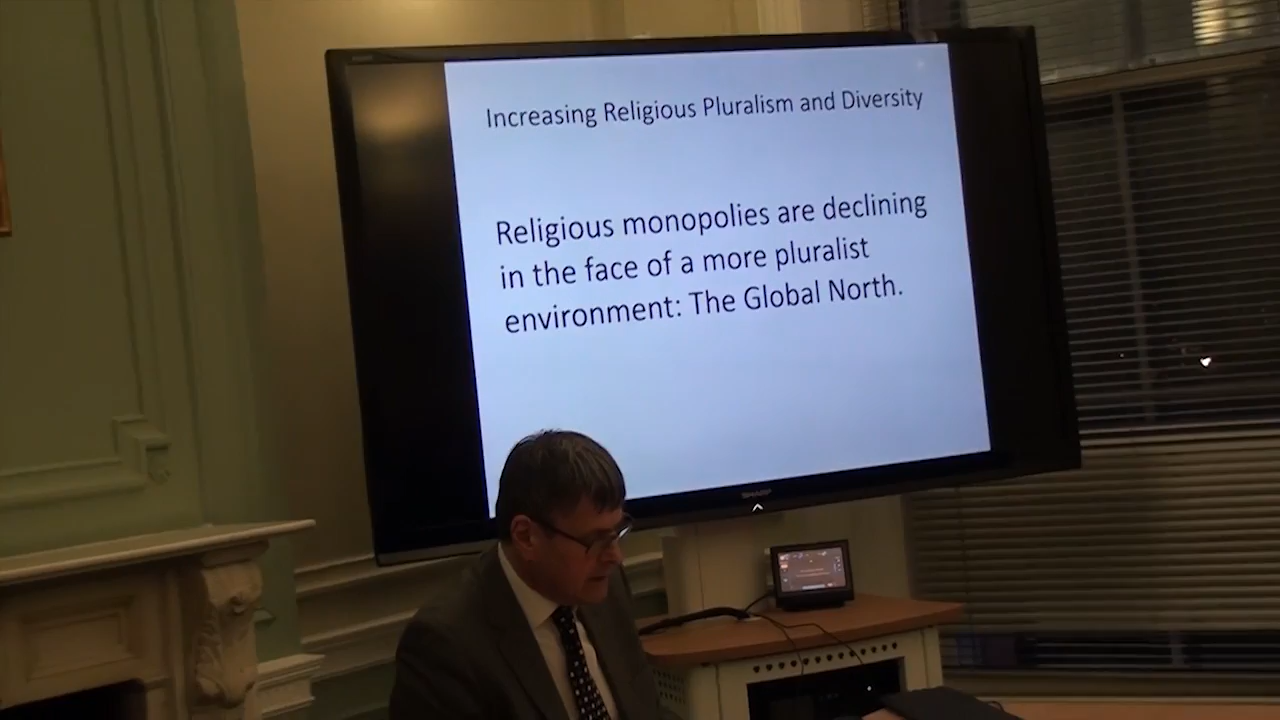 Increasing Religious Pluralism and Diversity
Religious monopolies are declining
in the face of a more pluralist
environment: The Global North.
SHARP